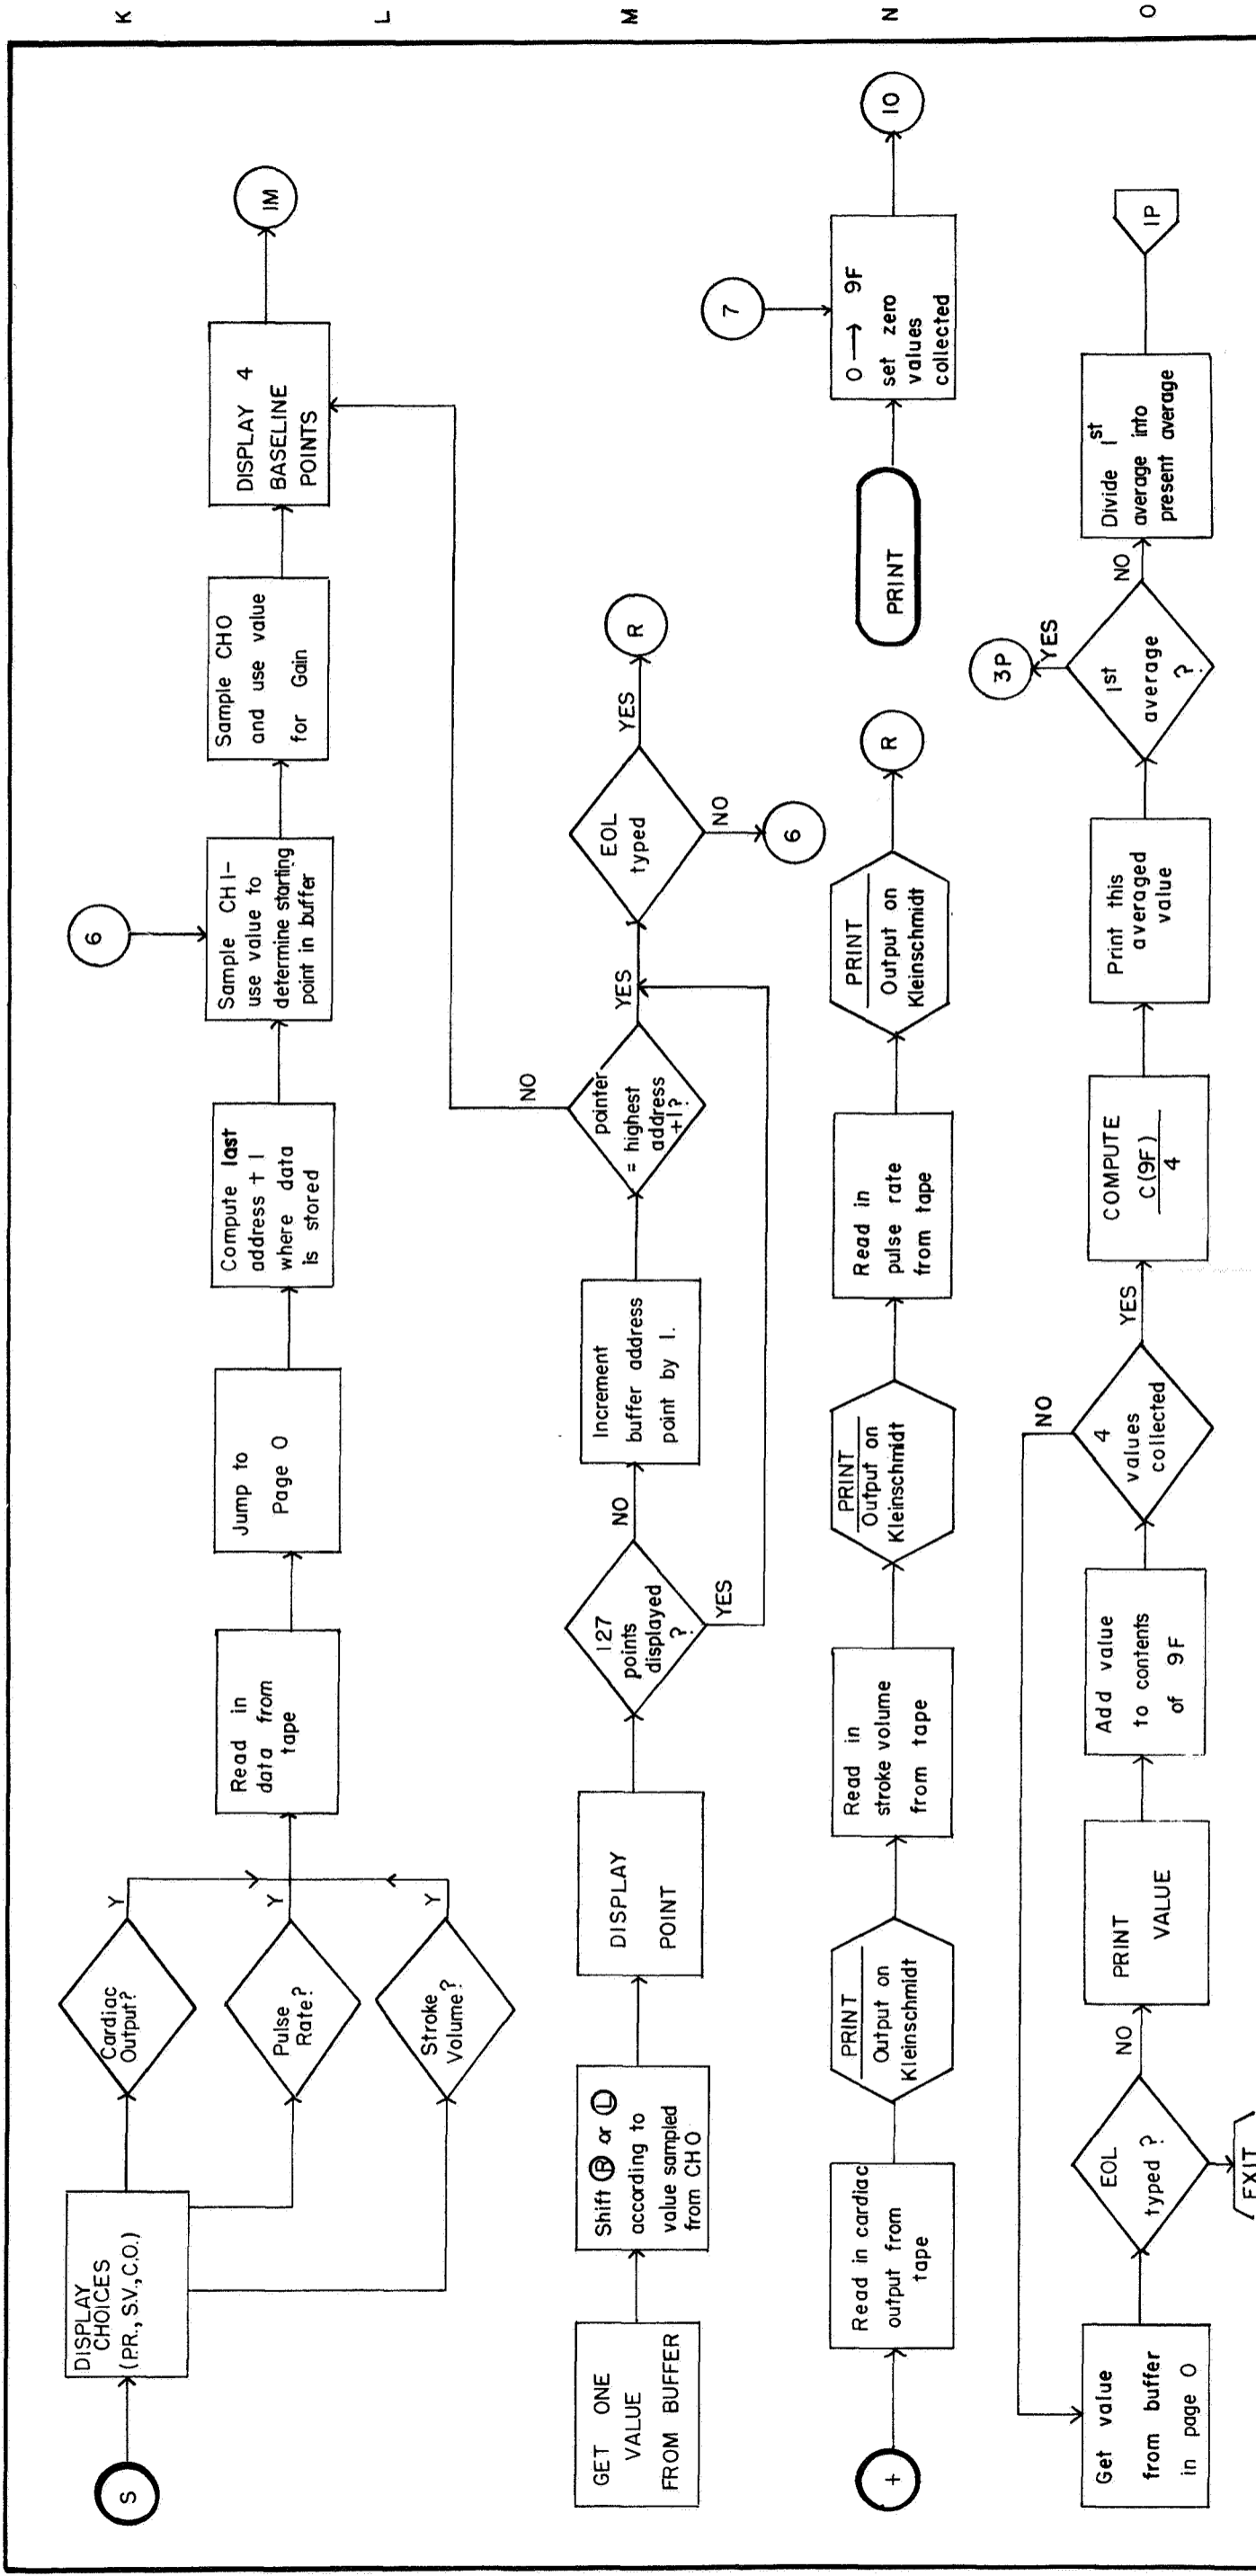 K
S
DISPLAY
CHOICES
(P.R., S.V., C.O.)
Cardiac
Output?
Y
Pulse
Rate?
Y
Stroke
Volume?
Y
Read in
data from
tape
Jump to
Page 0
Compute last
address + 1
where data
is stored
6
Sample CH1-
use value to
determine starting
point in buffer
Sample CH0
and use value
for Gain
DISPLAY 4
BASELINE
POINTS
1M
L
M
GET ONE
VALUE
FROM BUFFER
Shift R or L
according to
value sampled
from CH0
DISPLAY
POINT
127
points
displayed
?
NO
YES
Increment
buffer address
point by 1.
pointer
= highest
address
+1?
NO
YES
EOL
typed
YES
R
NO
6
N
+
Read in cardiac
output from
tape
PRINT
Output on
Kleinschmidt
Read in
stroke volume
from tape
PRINT
Output on
Kleinschmidt
Read in
pulse rate
from tape
PRINT
Output on
Kleinschmidt
R
PRINT
7
0 → 9F
set zero
values
collected
10
O
Get value
from buffer
in page 0
EOL
typed ?
NO
EXIT
PRINT
VALUE
Add value
to contents
of 9F
4
values
collected
NO
YES
COMPUTE
C(9F)
4
Print this
averaged
value
1st
average
?
YES
3P
NO
Divide 1st
average into
present average
1P